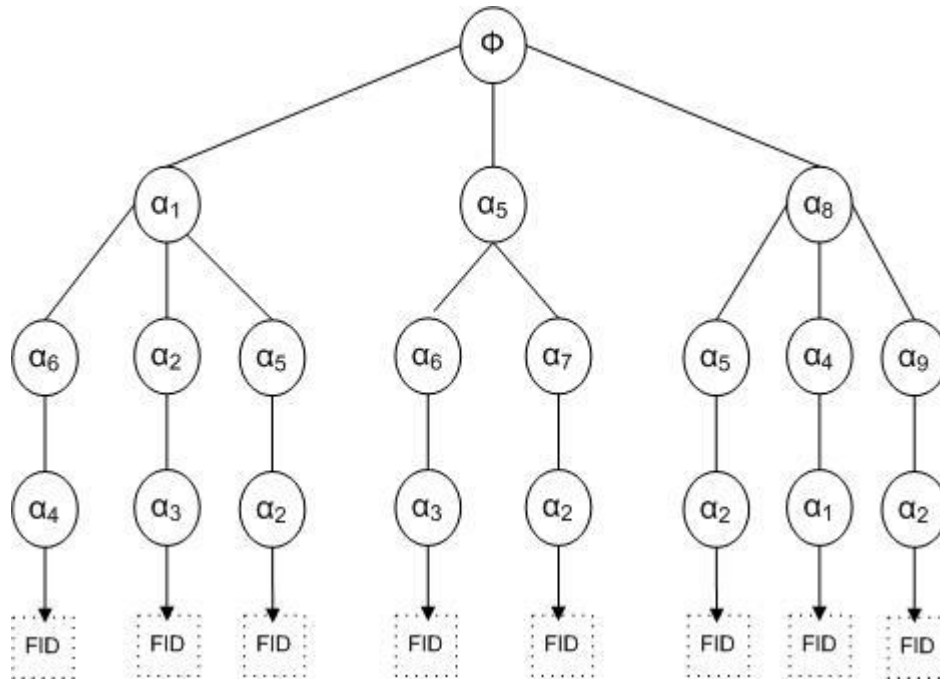 Φ
α1 α5 α8
α6 α2 α5 α6 α7 α5 α4 α9
α4 α3 α2 α3 α2 α2 α1 α2
FID FID FID FID FID FID FID FID